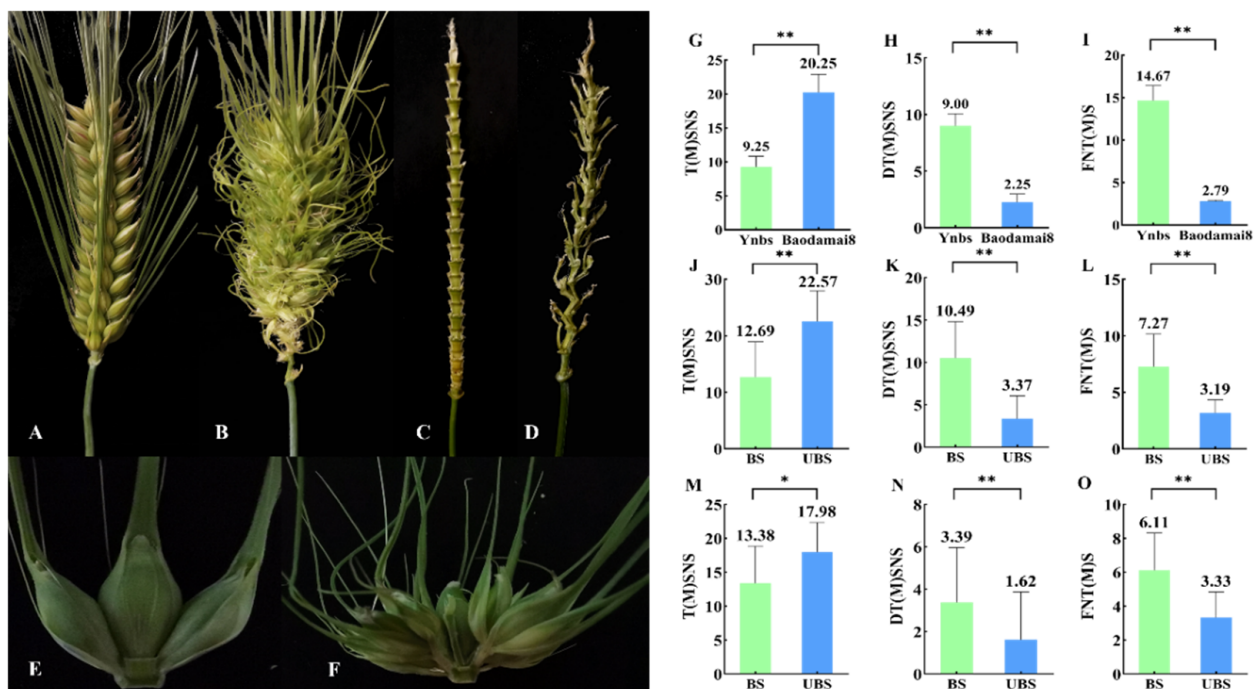 A
B
C
D
E
F
G
**
T(M)SNS
25
20
15
10
5
0
9.25
20.25
Ynbs Baodamai8
H
**
DT(M)SNS
15
10
5
0
9.00
2.25
Ynbs Baodamai8
I
**
FNT(M)S
20
15
10
5
0
14.67
2.79
Ynbs Baodamai8
J
**
T(M)SNS
30
20
10
0
12.69
22.57
BS UBS
K
**
DT(M)SNS
20
15
10
5
0
10.49
3.37
BS UBS
L
**
FNT(M)S
10
8
6
4
2
0
7.27
3.19
BS UBS
M
*
T(M)SNS
25
20
15
10
5
0
13.38
17.98
BS UBS
N
**
DT(M)SNS
8
6
4
2
0
3.39
1.62
BS UBS
O
**
FNT(M)S
10
8
6
4
2
0
6.11
3.33
BS UBS